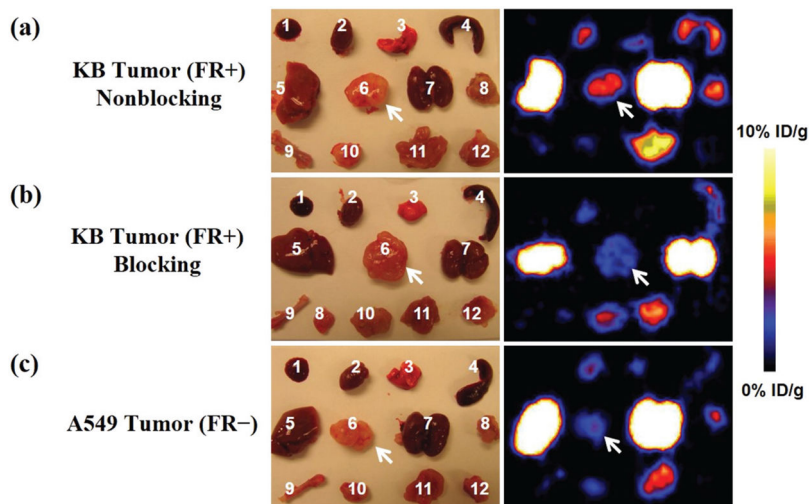 (a)
KB Tumor (FR+)
Nonblocking
1 2 3 4
5 6 7 8
9 10 11 12
10% ID/g
(b)
KB Tumor (FR+)
Blocking
1 2 3 4
5 6 7
9 8 10 11 12
0% ID/g
(c)
A549 Tumor (FR−)
1 2 3 4
5 6 7 8
9 10 11 12